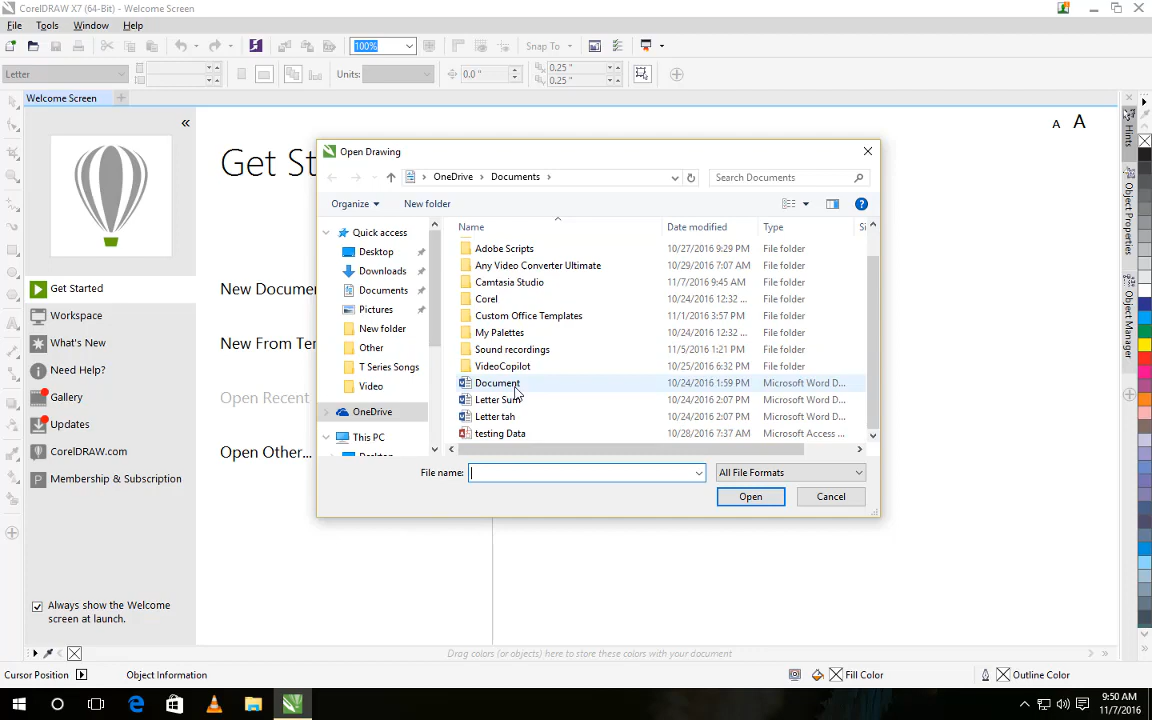 CorelDRAW X7 (64-Bit) - Welcome Screen
File Tools Window Help
100% Snap To
Letter Units: 0.0 " 0.25 "
0.25 "
Welcome Screen
Hints
Object Properties
Object Manager
A A
Get St
Get Started
Workspace
What's New
Need Help?
Gallery
Updates
CorelDRAW.com
Membership & Subscription
Always show the Welcome
screen at launch.
New Documen
New From Ten
Open Recent
Open Other...
Open Drawing
OneDrive Documents
Search Documents
Organize New folder
Quick access
Desktop
Downloads
Documents
Pictures
New folder
Other
T Series Songs
Video
OneDrive
This PC
Desktop
Name Date modified Type Si
Adobe Scripts 10/27/2016 9:29 PM File folder
Any Video Converter Ultimate 10/29/2016 7:07 AM File folder
Camtasia Studio 11/7/2016 9:45 AM File folder
Corel 10/24/2016 12:32 ... File folder
Custom Office Templates 11/1/2016 3:57 PM File folder
My Palettes 10/24/2016 12:32 ... File folder
Sound recordings 11/5/2016 1:21 PM File folder
VideoCopilot 10/25/2016 6:32 PM File folder
Document 10/24/2016 1:59 PM Microsoft Word D...
Letter Sum 10/24/2016 2:07 PM Microsoft Word D...
Letter tah 10/24/2016 2:07 PM Microsoft Word D...
testing Data 10/28/2016 7:37 AM Microsoft Access ...
File name: All File Formats
Open Cancel
Drag colors (or objects) here to store these colors with your document
Cursor Position Object Information Fill Color Outline Color
9:50 AM
11/7/2016